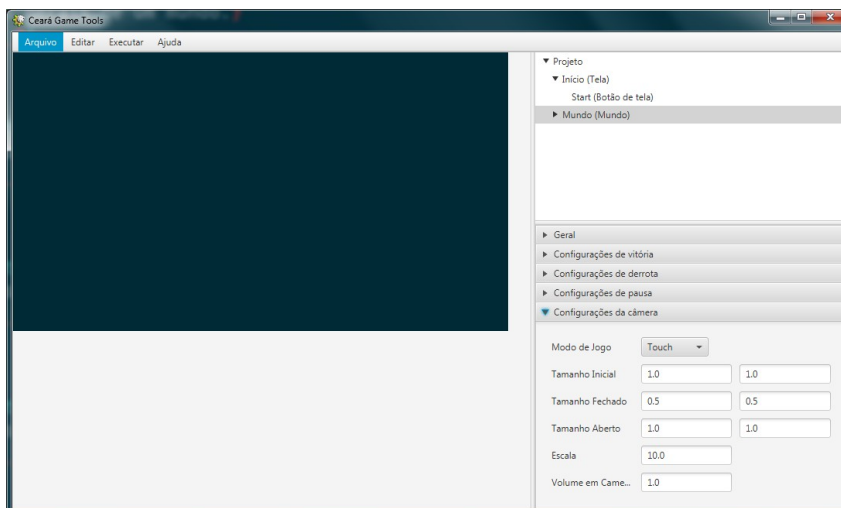 Ceará Game Tools
Arquivo Editar Executar Ajuda
Projeto
Início (Tela)
Start (Botão de tela)
Mundo (Mundo)
Geral
Configurações de vitória
Configurações de derrota
Configurações de pausa
Configurações da câmera
Modo de Jogo Touch
Tamanho Inicial 1.0 1.0
Tamanho Fechado 0.5 0.5
Tamanho Aberto 1.0 1.0
Escala 10.0
Volume em Came... 1.0